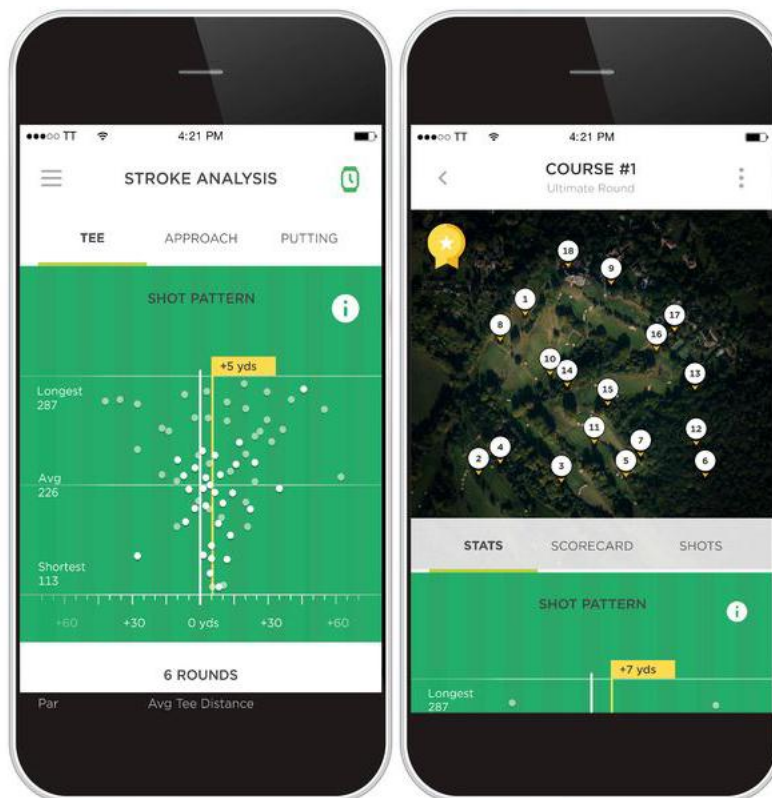 ●●●○○ TT 4:21 PM
STROKE ANALYSIS
TEE APPROACH PUTTING
SHOT PATTERN
i
+5 yds
Longest
287
Avg
226
Shortest
113
+60 +30 0 yds +30 +60
6 ROUNDS
Par Avg Tee Distance
●●●○○ TT 4:21 PM
COURSE #1
Ultimate Round
18
9
1
17
8
16
10
14
13
15
11
12
7
4
2
3
5
6
STATS SCORECARD SHOTS
SHOT PATTERN
i
+7 yds
Longest
287